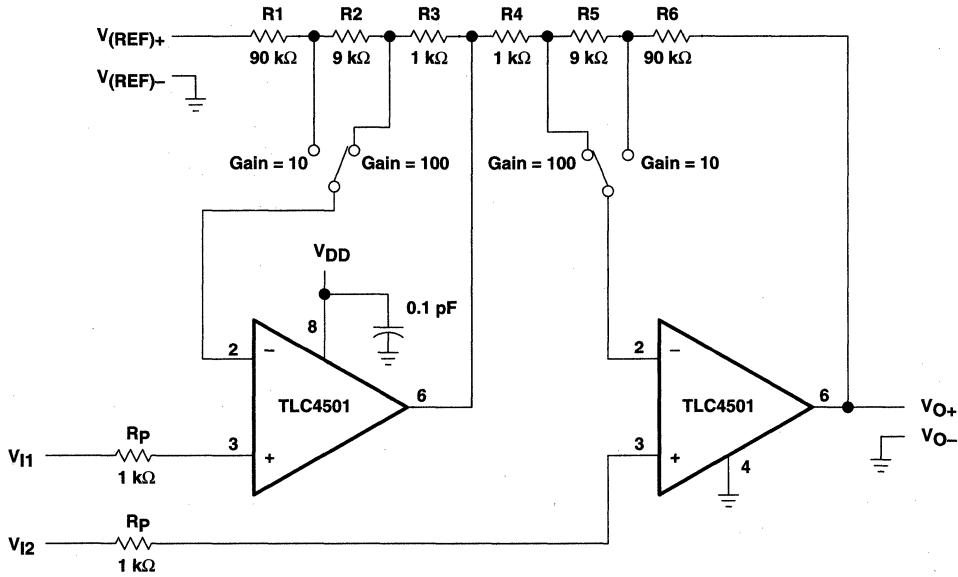 R1 R2 R3 R4 R5 R6
V(REF)+
90 kΩ 9 kΩ 1 kΩ 1 kΩ 9 kΩ 90 kΩ
V(REF)−
Gain = 10 Gain = 100 Gain = 100 Gain = 10
VDD
0.1 pF
8
2 − 2 −
TLC4501 6 TLC4501 6
VO+
VO−
3 + 3 +
4
VI1 RP
1 kΩ
RP
VI2
1 kΩ